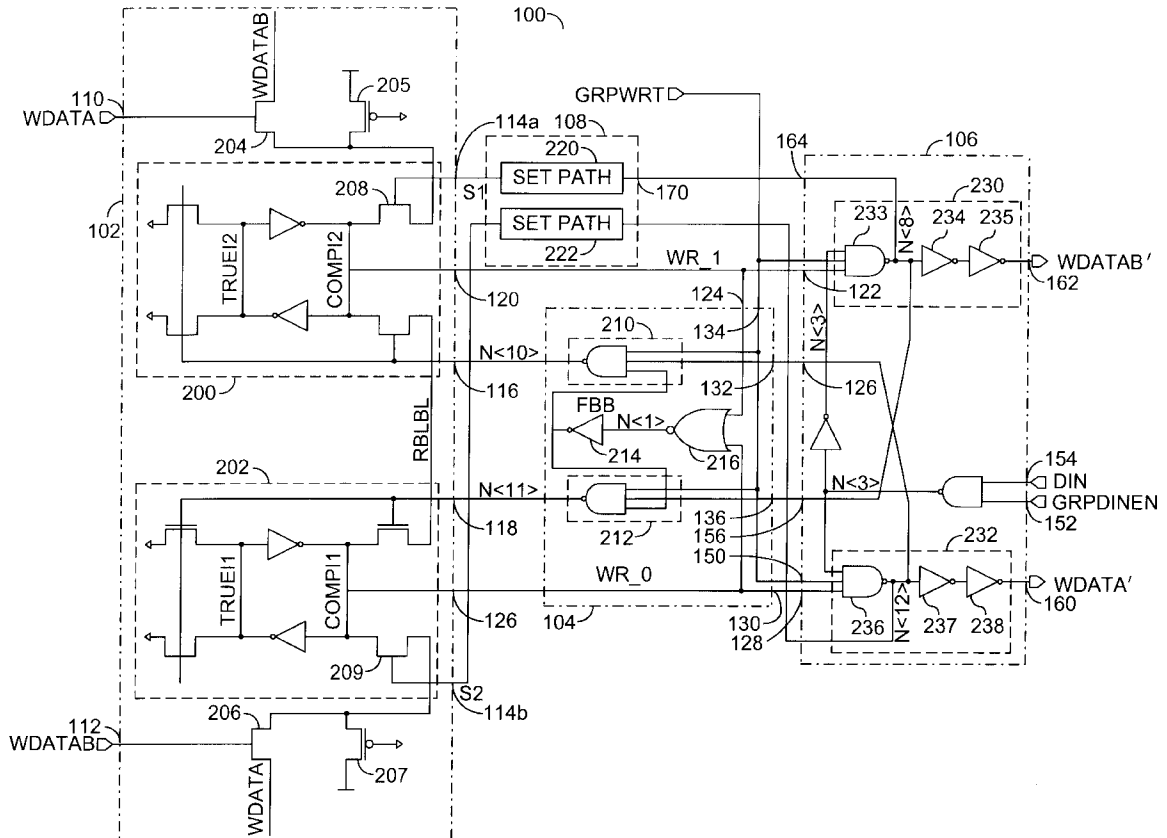 100
WDATAB
205
110
WDATA
204
GRPWRT
114a
108
220
164
106
SET PATH
170
230
208
S1
233
234
235
102
SET PATH
222
N<8>
WDATAB'
162
TRUEI2
COMPI2
WR_1
120
124
122
134
N<3>
210
N<10>
116
132
126
200
RBLBL
FBB
N<1>
214
216
202
154
DIN
N<11>
N<3>
GRPDINEN
118
136
156
152
212
150
232
TRUEI1
COMPI1
WR_0
WDATA'
126
104
130
128
236
N<12>
237
238
160
209
S2
114b
206
112
WDATAB
WDATA
207